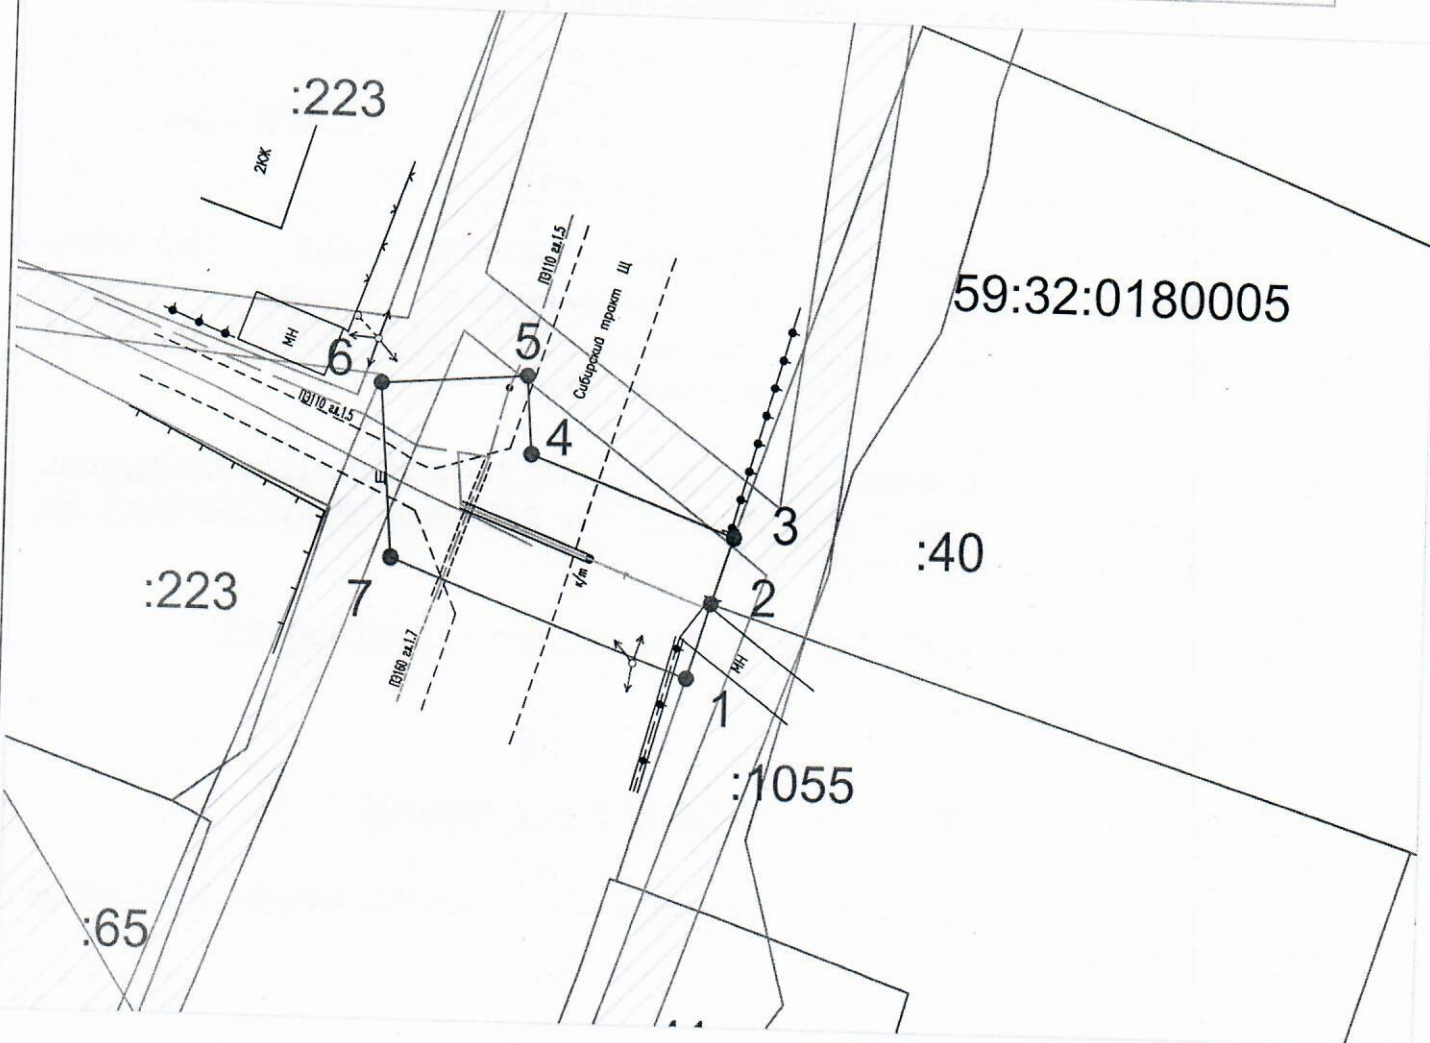 :223
2КЖ
ПЭ110 гл.1,5
Сибирский тракт Щ
59:32:0180005
МН
6
5
ПЭ110 гл.1,5
4
Щ
3
:40
:223
7
к/т
2
ПЭ160 гл.1,7
МН
1
:1055
:65